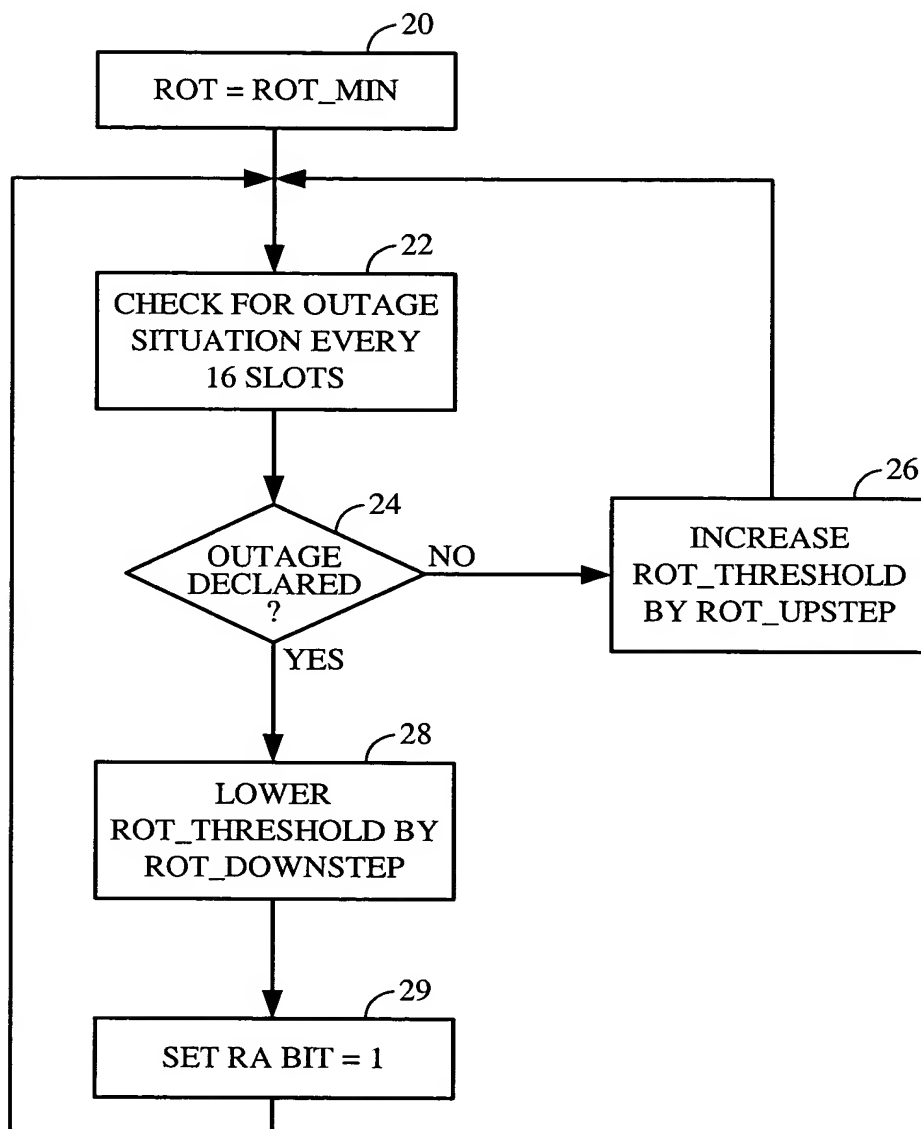 20
ROT = ROT_MIN
22
CHECK FOR OUTAGE
SITUATION EVERY
16 SLOTS
24
OUTAGE
DECLARED
?
NO
YES
26
INCREASE
ROT_THRESHOLD
BY ROT_UPSTEP
28
LOWER
ROT_THRESHOLD BY
ROT_DOWNSTEP
29
SET RA BIT = 1